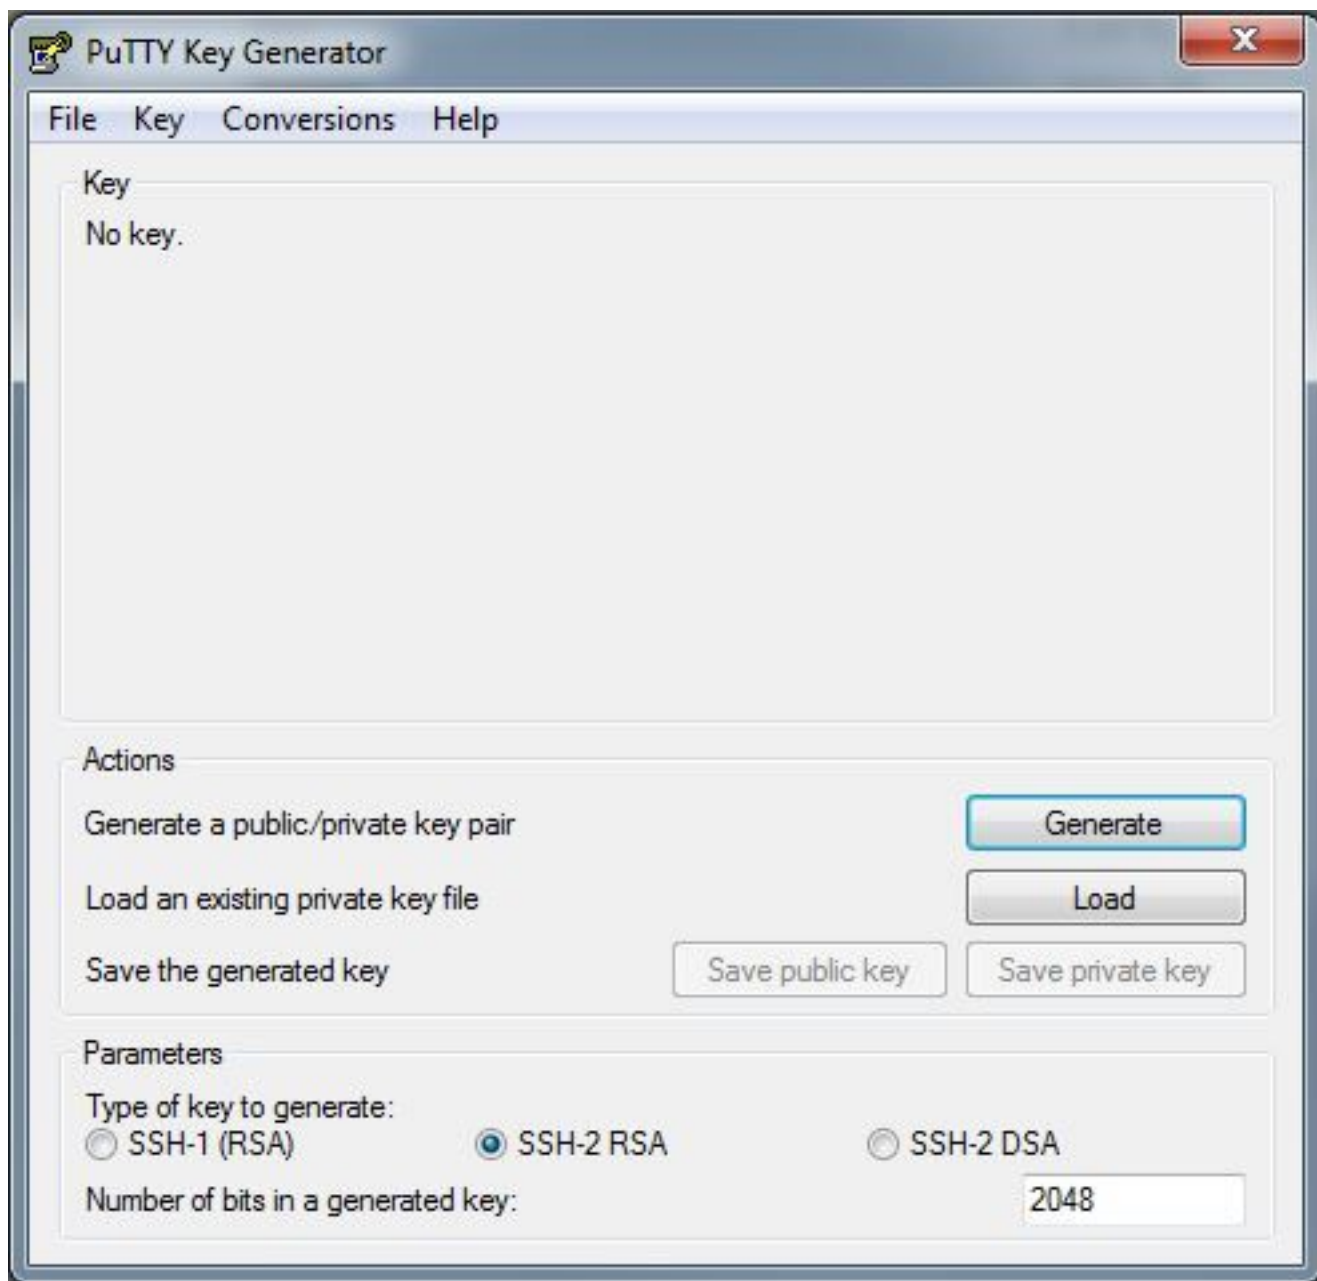 PuTTY Key Generator
X
File Key Conversions Help
Key
No key.
Actions
Generate a public/private key pair Generate
Load an existing private key file Load
Save the generated key Save public key Save private key
Parameters
Type of key to generate:
SSH-1 (RSA) SSH-2 RSA SSH-2 DSA
Number of bits in a generated key: 2048